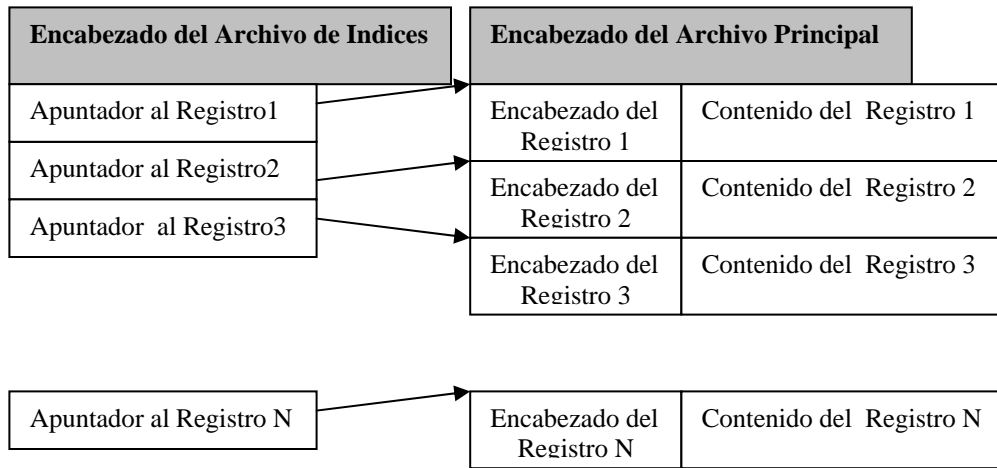 Encabezado del Archivo de Indices
Encabezado del Archivo Principal
Apuntador al Registro1
Apuntador al Registro2
Apuntador al Registro3
Encabezado del
Registro 1
Contenido del Registro 1
Encabezado del
Registro 2
Contenido del Registro 2
Encabezado del
Registro 3
Contenido del Registro 3
Apuntador al Registro N
Encabezado del
Registro N
Contenido del Registro N